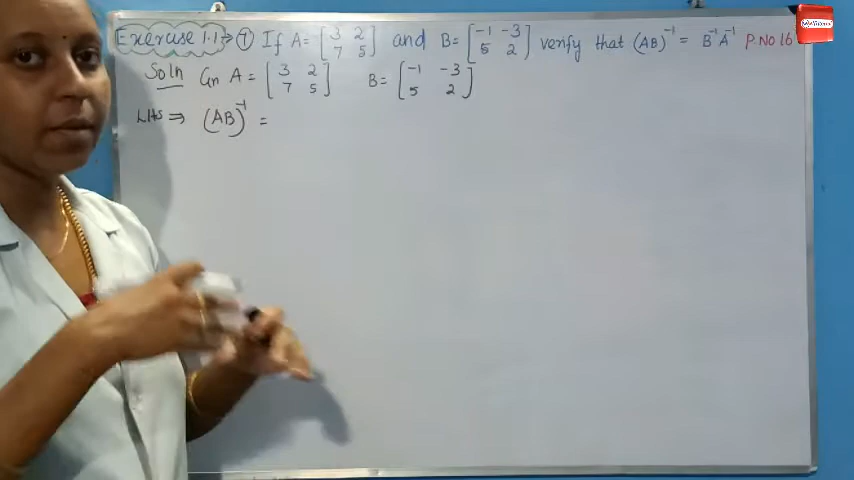 Exercise 1.1 → ⑦ If A = [3 2 7 5] and B = [-1 -3 5 2] verify that (AB)⁻¹ = B⁻¹A⁻¹ P.No 16
Soln Gn A = [3 2 7 5] B = [-1 -3 5 2]
LHS ⇒ (AB)⁻¹ =